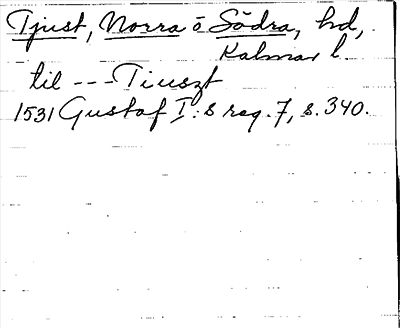 Tjust, Norra o Södra, hd,
Kalmar l.
til --- Tiuszt
1531 Gustaf I:s reg. 7, s. 340.